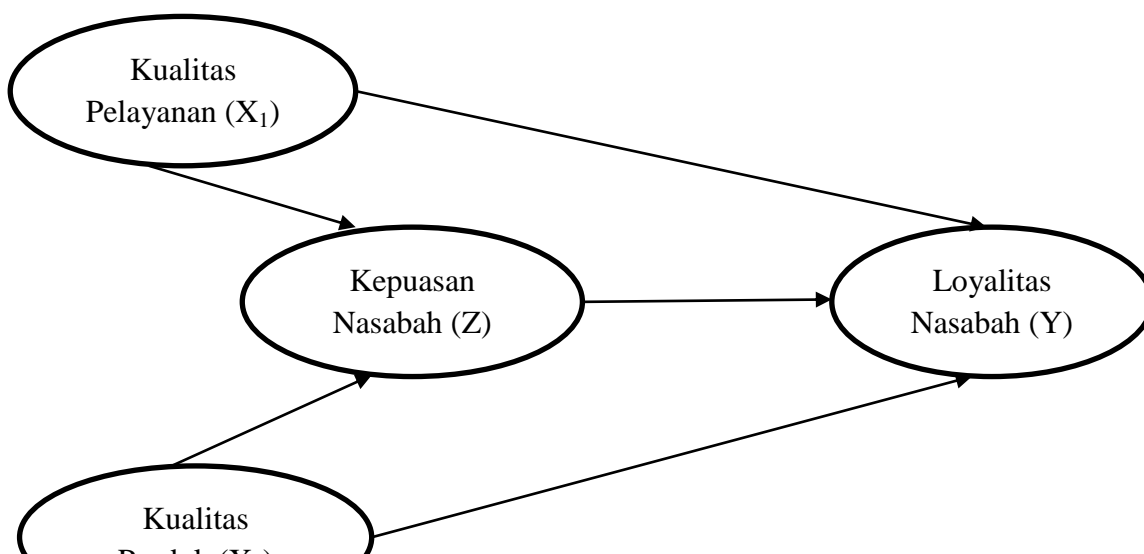 Kualitas
Pelayanan (X₁)
Kepuasan
Nasabah (Z)
Loyalitas
Nasabah (Y)
Kualitas